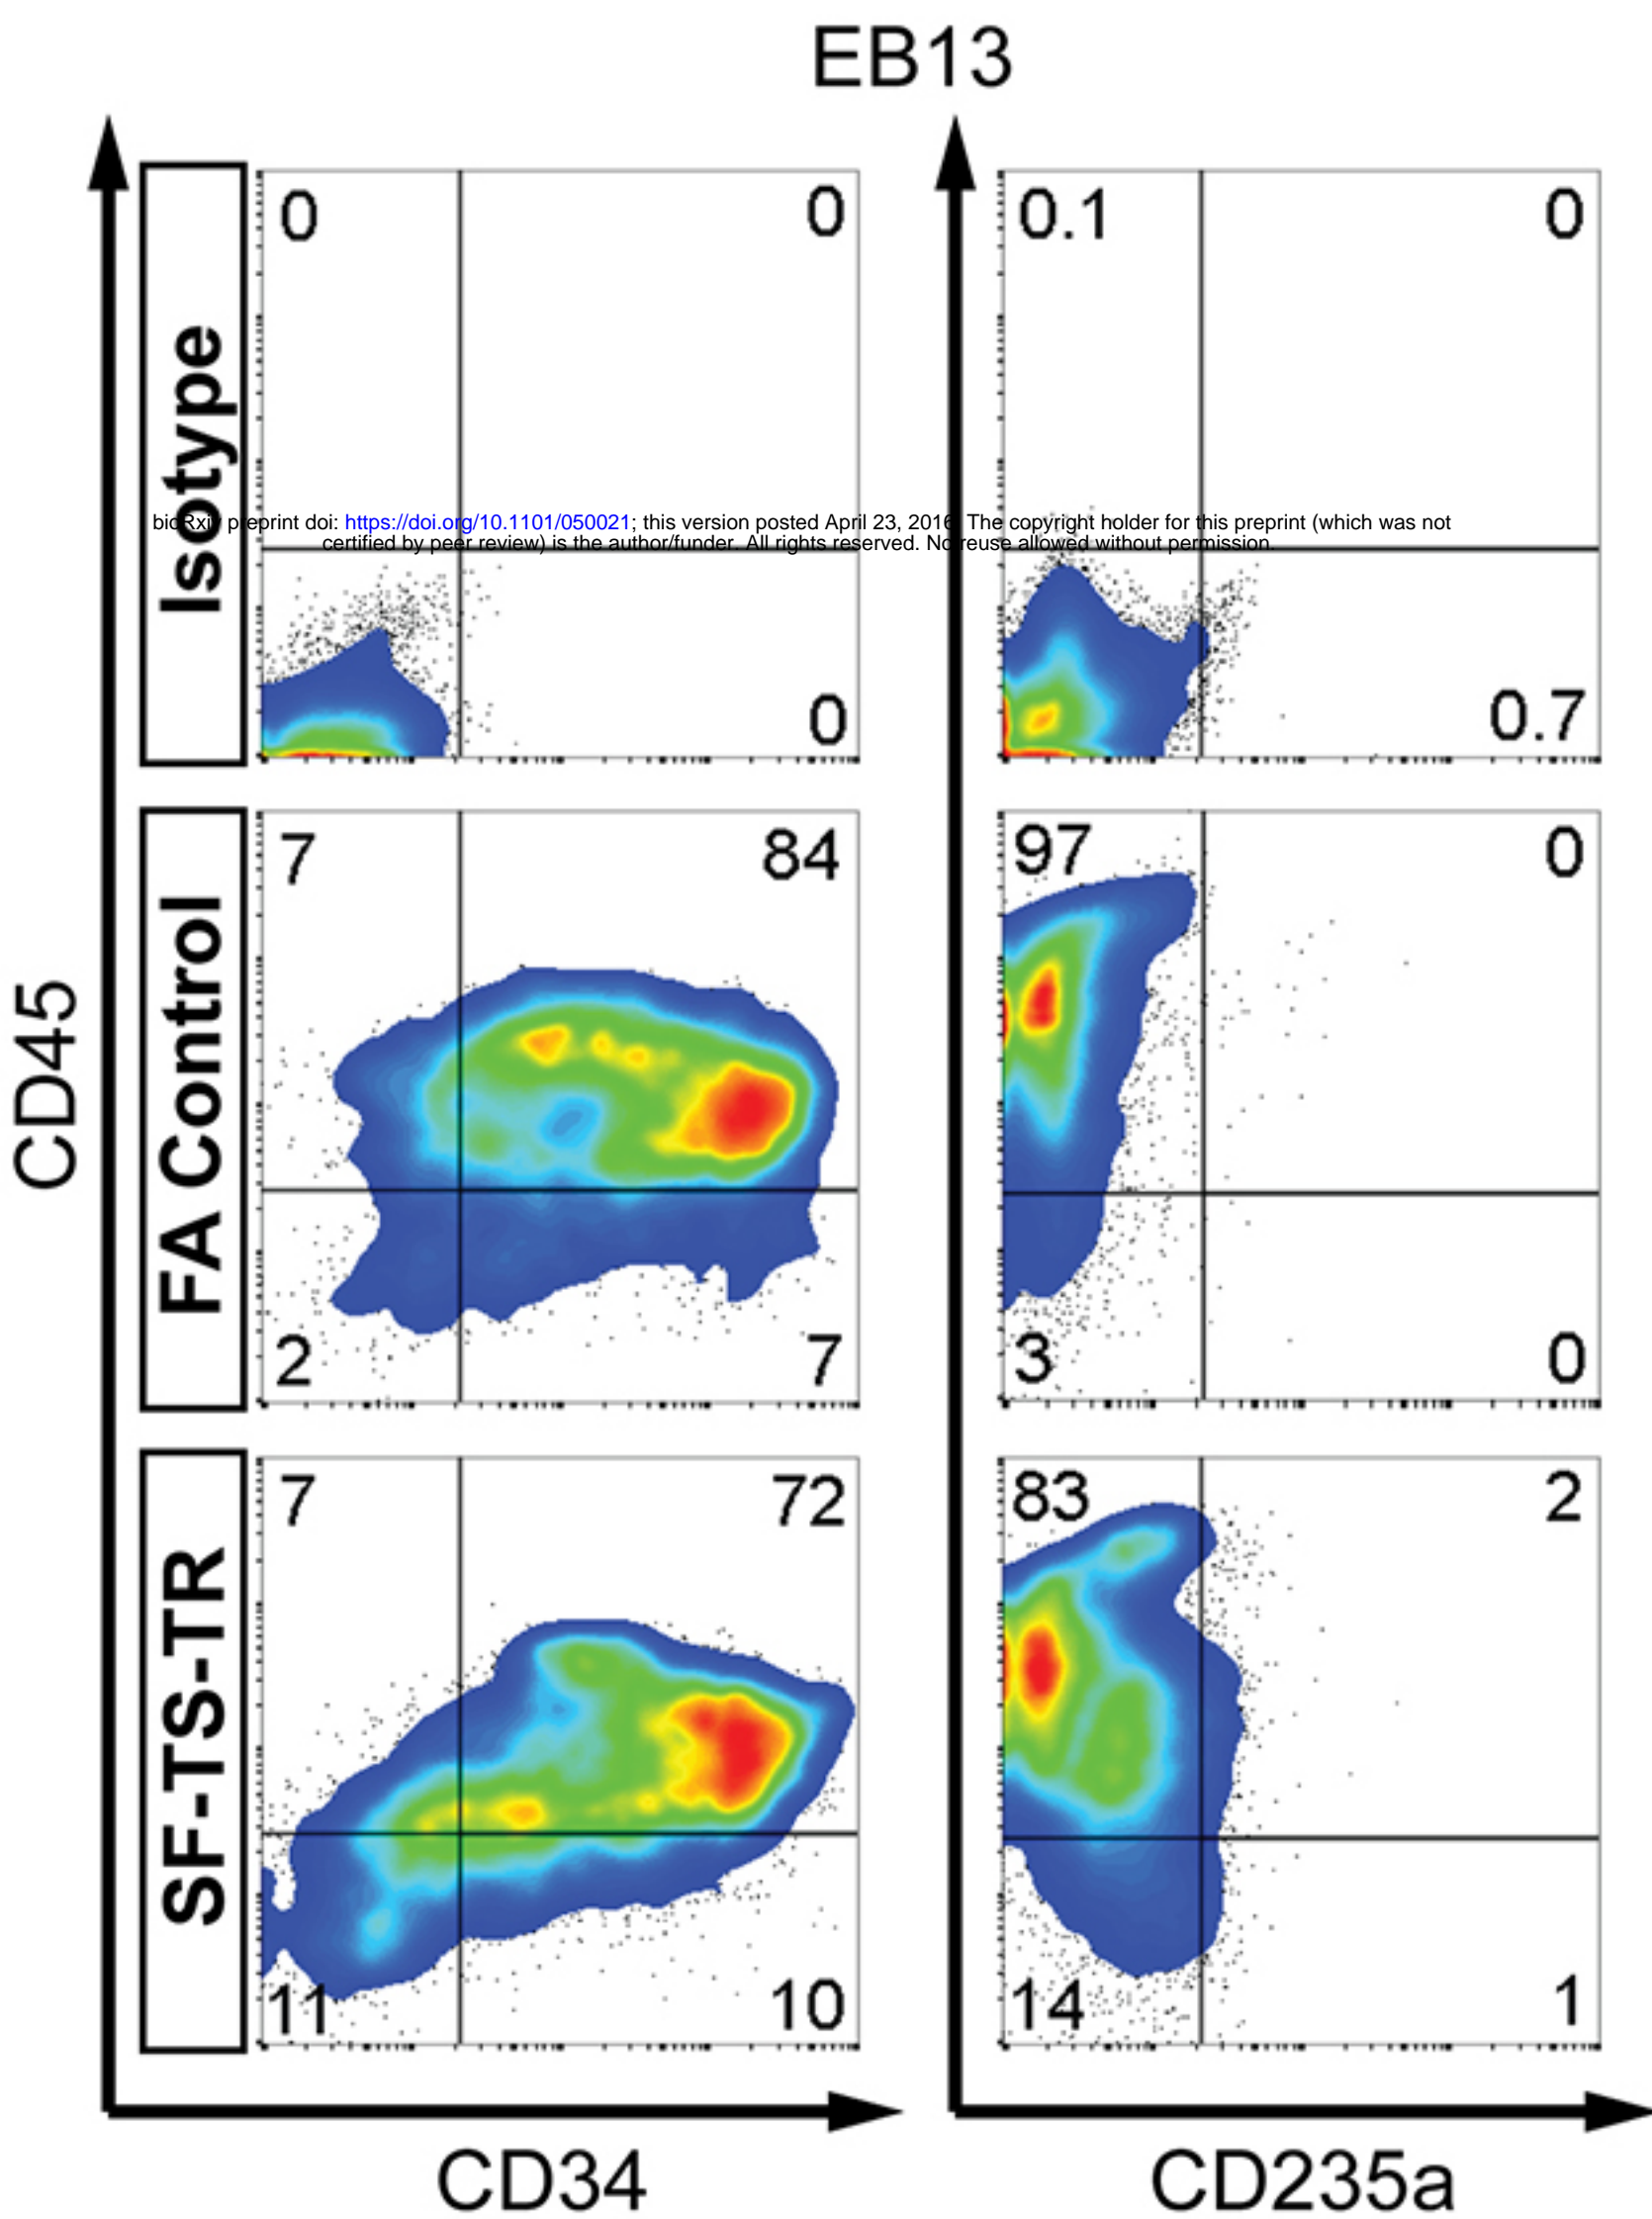 EB13
CD45
Isotype
0 0
0
0.1 0
0.7
bioRxiv preprint doi: https://doi.org/10.1101/050021; this version posted April 23, 2016. The copyright holder for this preprint (which was not
certified by peer review) is the author/funder. All rights reserved. No reuse allowed without permission.
FA Control
7 84
2 7
97 0
3 0
SF-TS-TR
7 72
11 10
83 2
14 1
CD34
CD235a